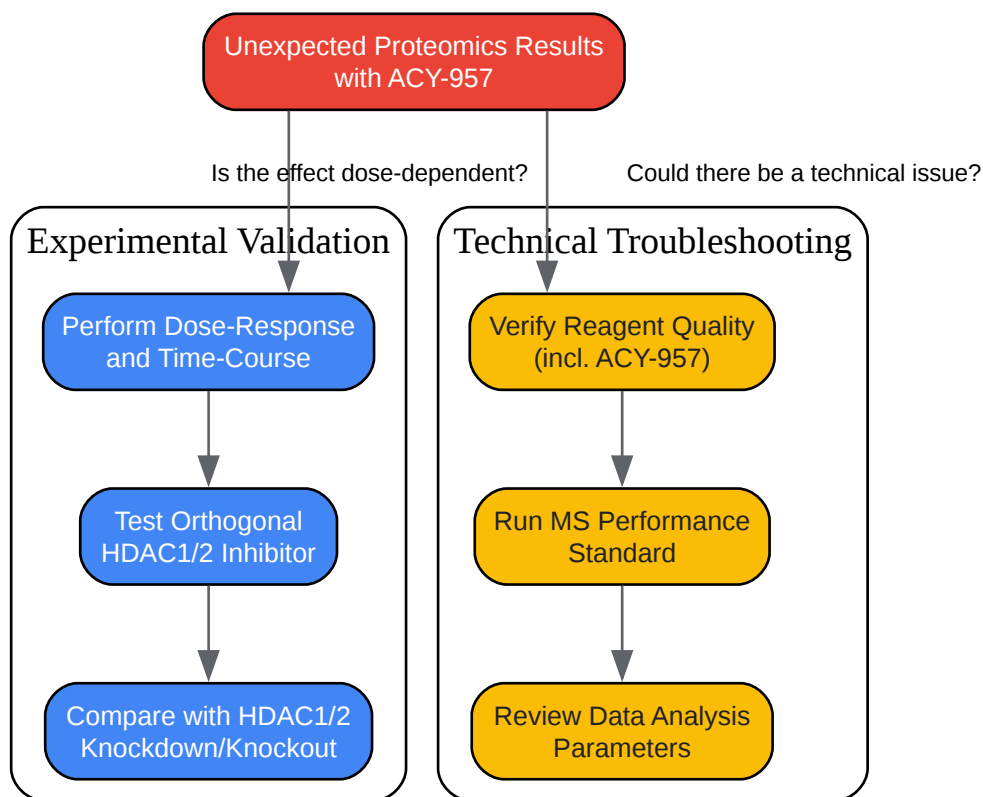 Unexpected Proteomics Results
with ACY-957
Is the effect dose-dependent?
Could there be a technical issue?
Experimental Validation
Perform Dose-Response
and Time-Course
Test Orthogonal
HDAC1/2 Inhibitor
Compare with HDAC1/2
Knockdown/Knockout
Technical Troubleshooting
Verify Reagent Quality
(incl. ACY-957)
Run MS Performance
Standard
Review Data Analysis
Parameters